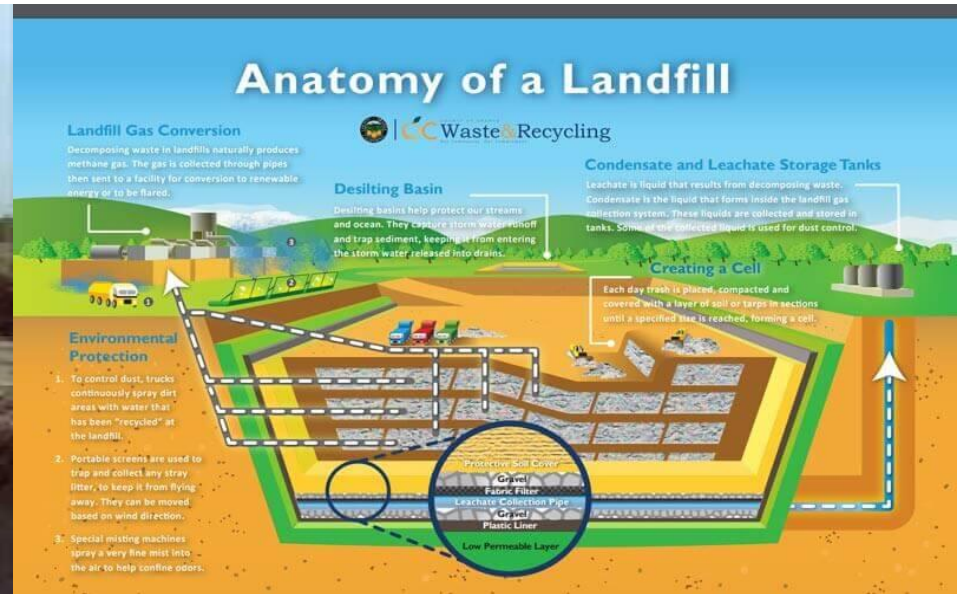 Anatomy of a Landfill
OC Waste&Recycling
Landfill Gas Conversion
Decomposing waste in landfills naturally produces
methane gas. The gas is collected through pipes
then sent to a facility for conversion to renewable
energy or to be flared.
Desilting Basin
Desilting basins help protect our streams
and ocean. They capture storm water runoff
and trap sediment, keeping it from entering
the storm water released into drains.
Condensate and Leachate Storage Tanks
Leachate is liquid that results from decomposing waste.
Condensate is the liquid that forms inside the landfill gas
collection system. These liquids are collected and stored in
tanks. Some of the collected liquid is used for dust control.
Creating a Cell
Each day trash is placed, compacted and
covered with a layer of soil or tarps in sections
until a specified size is reached, forming a cell.
3
2
1
Environmental
Protection
1. To control dust, trucks
continuously spray dirt
areas with water that
has been "recycled" at
the landfill.
2. Portable screens are used to
trap and collect any stray
litter, to keep it from flying
away. They can be moved
based on wind direction.
3. Special misting machines
spray a very fine mist into
the air to help confine odors.
Protective Soil Cover
Gravel
Fabric Filter
Leachate Collection Pipe
Gravel
Plastic Liner
Low Permeable Layer